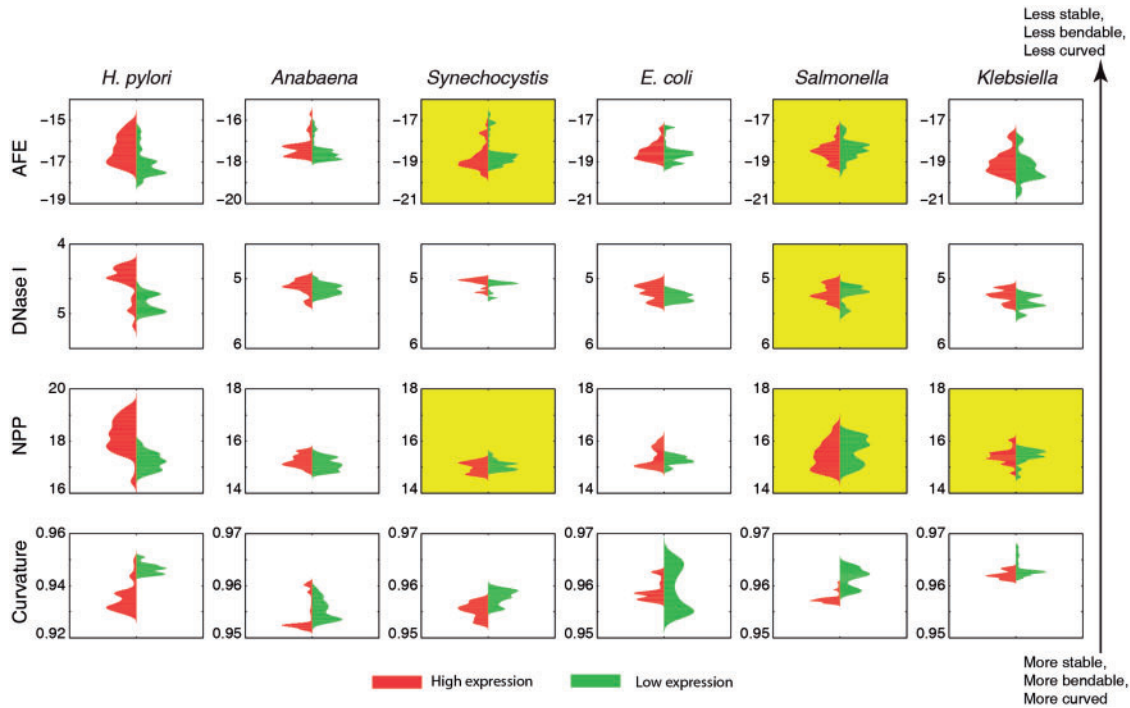 Less stable,
Less bendable,
Less curved
H. pylori Anabaena Synechocystis E. coli Salmonella Klebsiella
AFE
−15 −17 −19
−16 −18 −20
−17 −19 −21
−17 −19 −21
−17 −19 −21
−17 −19 −21
DNase I
4 5
5 6
5 6
5 6
5 6
5 6
NPP
20 18 16
18 16 14
18 16 14
18 16 14
18 16 14
18 16 14
Curvature
0.96 0.94 0.92
0.97 0.96 0.95
0.97 0.96 0.95
0.97 0.96 0.95
0.97 0.96 0.95
0.97 0.96 0.95
High expression Low expression
More stable,
More bendable,
More curved